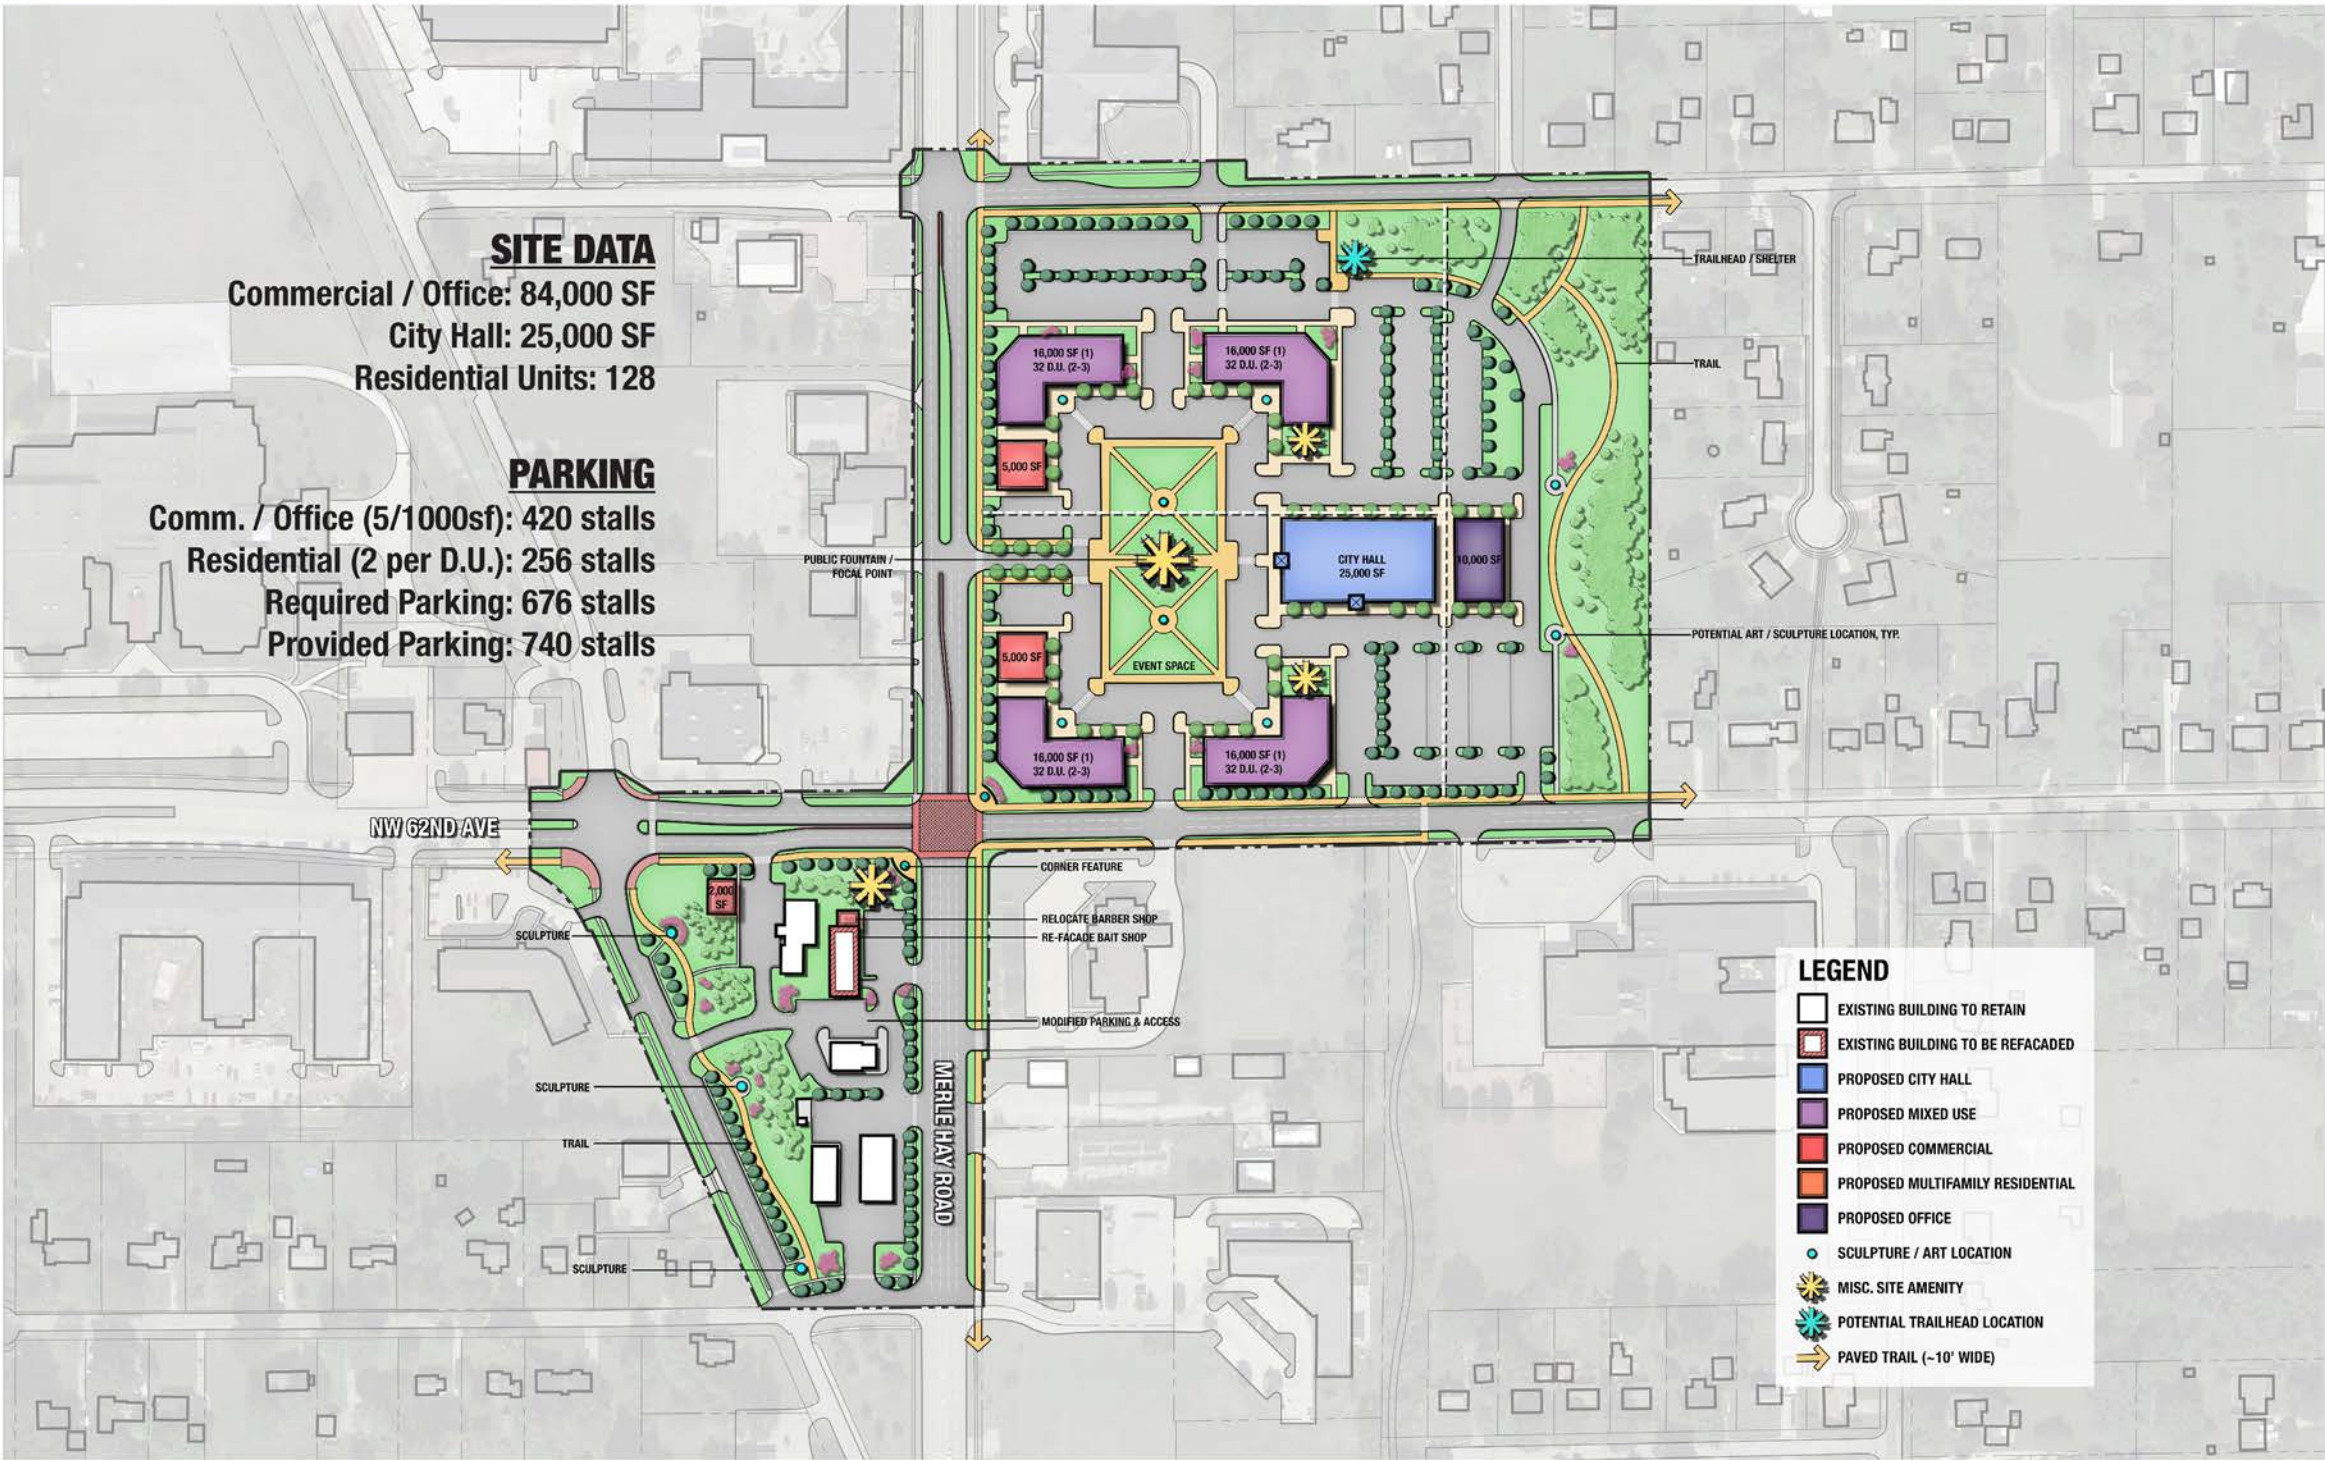 SITE DATA
Commercial / Office: 84,000 SF
City Hall: 25,000 SF
Residential Units: 128
PARKING
Comm. / Office (5/1000sf): 420 stalls
Residential (2 per D.U.): 256 stalls
Required Parking: 676 stalls
Provided Parking: 740 stalls
TRAILHEAD / SHELTER
16,000 SF (1)
32 D.U. (2-3)
16,000 SF (1)
32 D.U. (2-3)
TRAIL
5,000 SF
PUBLIC FOUNTAIN /
FOCAL POINT
CITY HALL
25,000 SF
10,000 SF
POTENTIAL ART / SCULPTURE LOCATION, TYP.
5,000 SF
EVENT SPACE
16,000 SF (1)
32 D.U. (2-3)
16,000 SF (1)
32 D.U. (2-3)
NW 62ND AVE
CORNER FEATURE
2,000
SF
RELOCATE BARBER SHOP
SCULPTURE
RE-FACADE BAIT SHOP
MODIFIED PARKING & ACCESS
SCULPTURE
MERLE HAY ROAD
TRAIL
SCULPTURE
LEGEND
EXISTING BUILDING TO RETAIN
EXISTING BUILDING TO BE REFACADED
PROPOSED CITY HALL
PROPOSED MIXED USE
PROPOSED COMMERCIAL
PROPOSED MULTIFAMILY RESIDENTIAL
PROPOSED OFFICE
SCULPTURE / ART LOCATION
MISC. SITE AMENITY
POTENTIAL TRAILHEAD LOCATION
PAVED TRAIL (~10' WIDE)